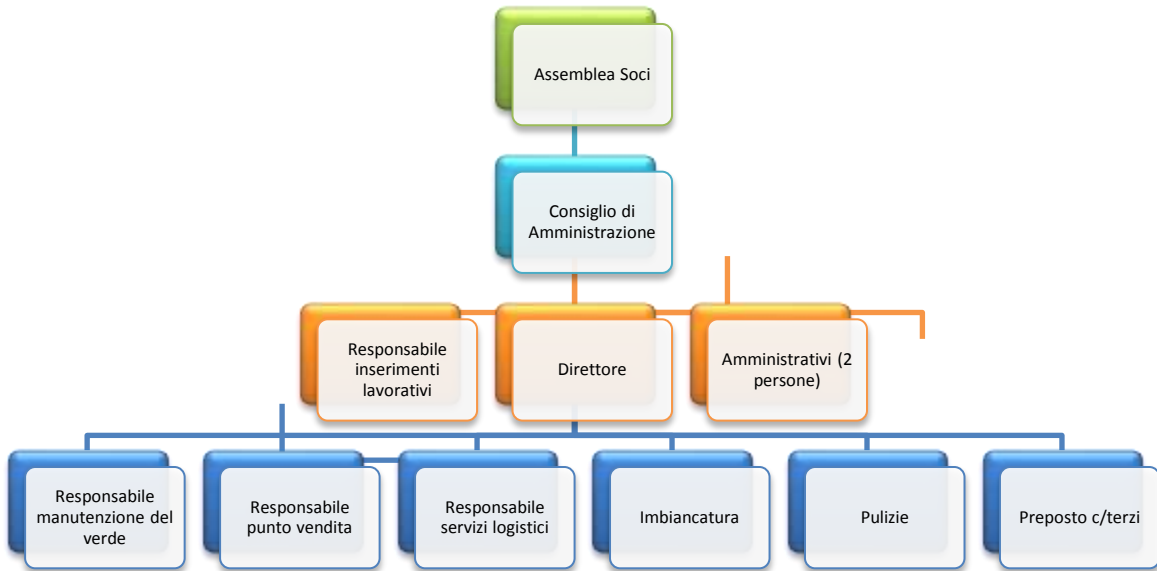 Assemblea Soci
Consiglio di
Amministrazione
Responsabile
inserimenti
lavorativi
Direttore
Amministrativi (2
persone)
Responsabile
manutenzione del
verde
Responsabile
punto vendita
Responsabile
servizi logistici
Imbiancatura
Pulizie
Preposto c/terzi